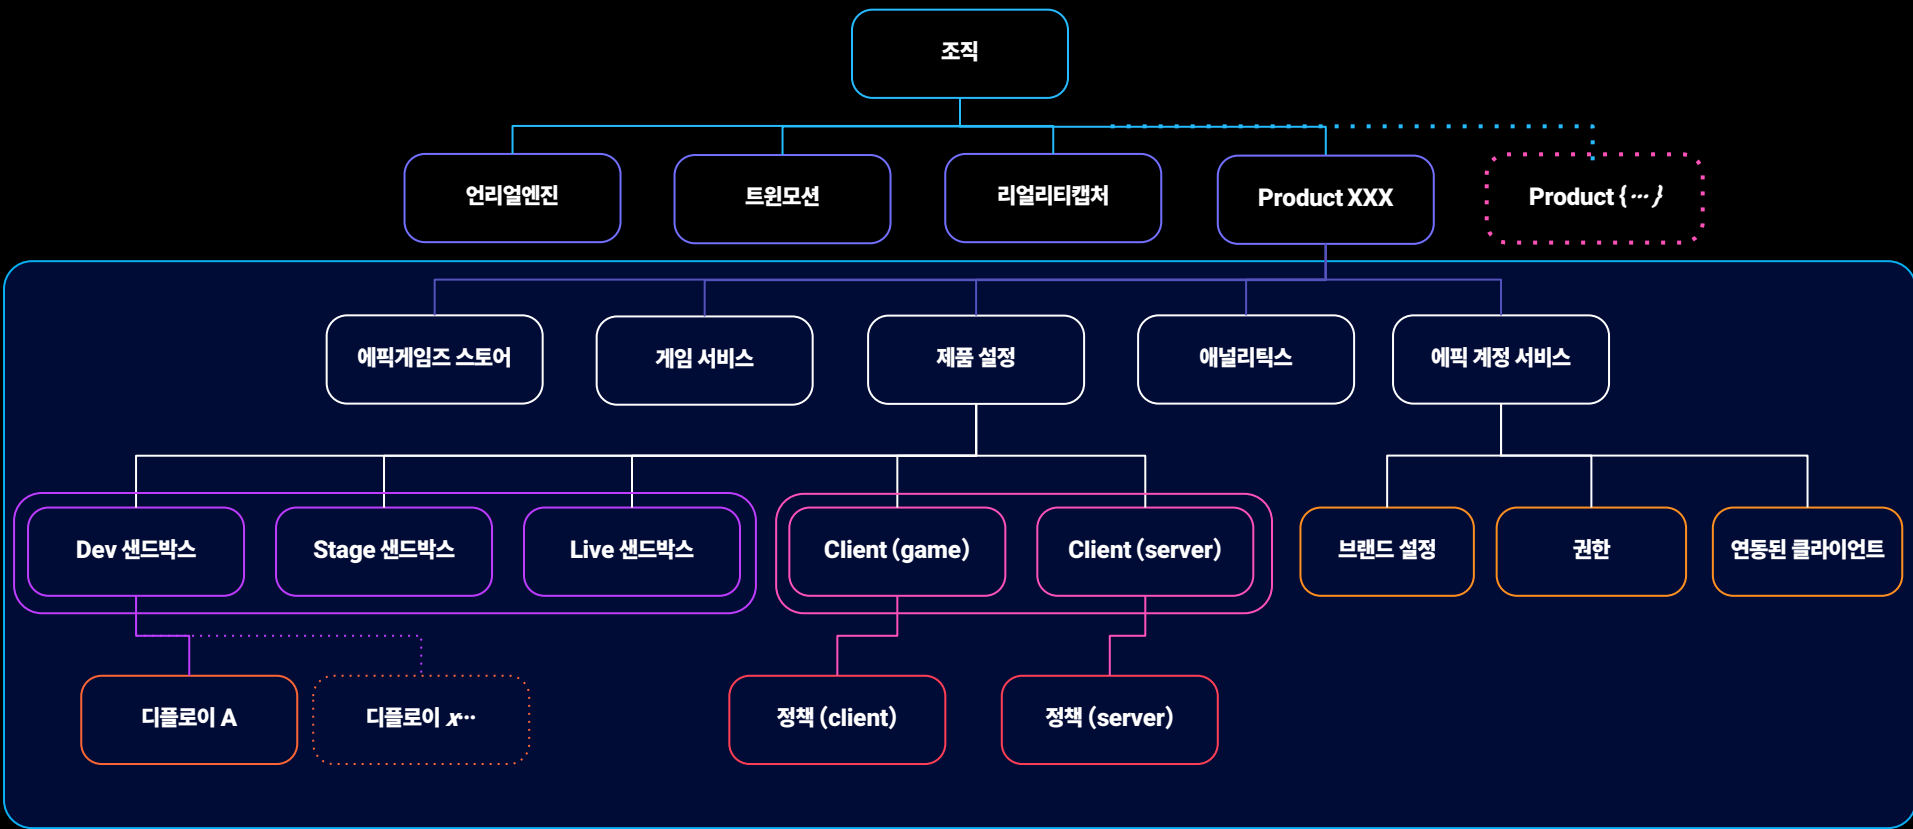 조직
언리얼엔진
트윈모션
리얼리티캡처
Product XXX
Product {···}
에픽게임즈 스토어
게임 서비스
제품 설정
애널리틱스
에픽 계정 서비스
Dev 샌드박스
Stage 샌드박스
Live 샌드박스
Client (game)
Client (server)
브랜드 설정
권한
연동된 클라이언트
디플로이 A
디플로이 x···
정책 (client)
정책 (server)